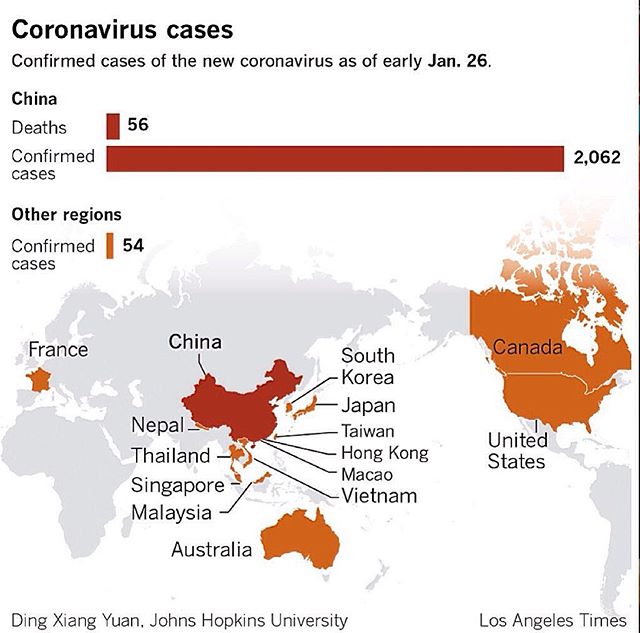 Coronavirus cases
Confirmed cases of the new coronavirus as of early Jan. 26.
China
Deaths 56
Confirmed
cases
2,062
Other regions
Confirmed
cases
54
France
China
South
Korea
Japan
Canada
Nepal
Taiwan
Thailand
Hong Kong
Macao
United
States
Singapore
Vietnam
Malaysia
Australia
Ding Xiang Yuan, Johns Hopkins University
Los Angeles Times